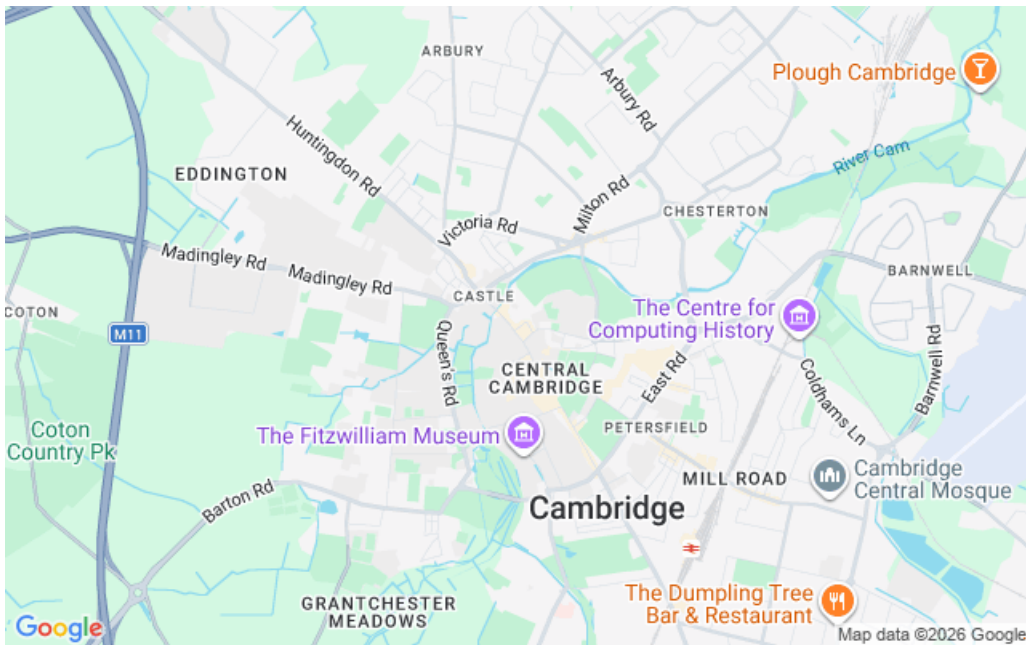 ARBURY
Plough Cambridge
Arbury Rd
Huntingdon Rd
River Cam
EDDINGTON
Milton Rd
CHESTERTON
Victoria Rd
Madingley Rd
Madingley Rd
BARNWELL
CASTLE
COTON
The Centre for
Computing History
M11
Queen's Rd
Barnwell Rd
CENTRAL
CAMBRIDGE
East Rd
Coldhams Ln
Coton
Country Pk
The Fitzwilliam Museum
PETERSFIELD
MILL ROAD
Cambridge
Central Mosque
Barton Rd
Cambridge
The Dumpling Tree
Bar & Restaurant
GRANTCHESTER
MEADOWS
Google
Map data ©2026 Google